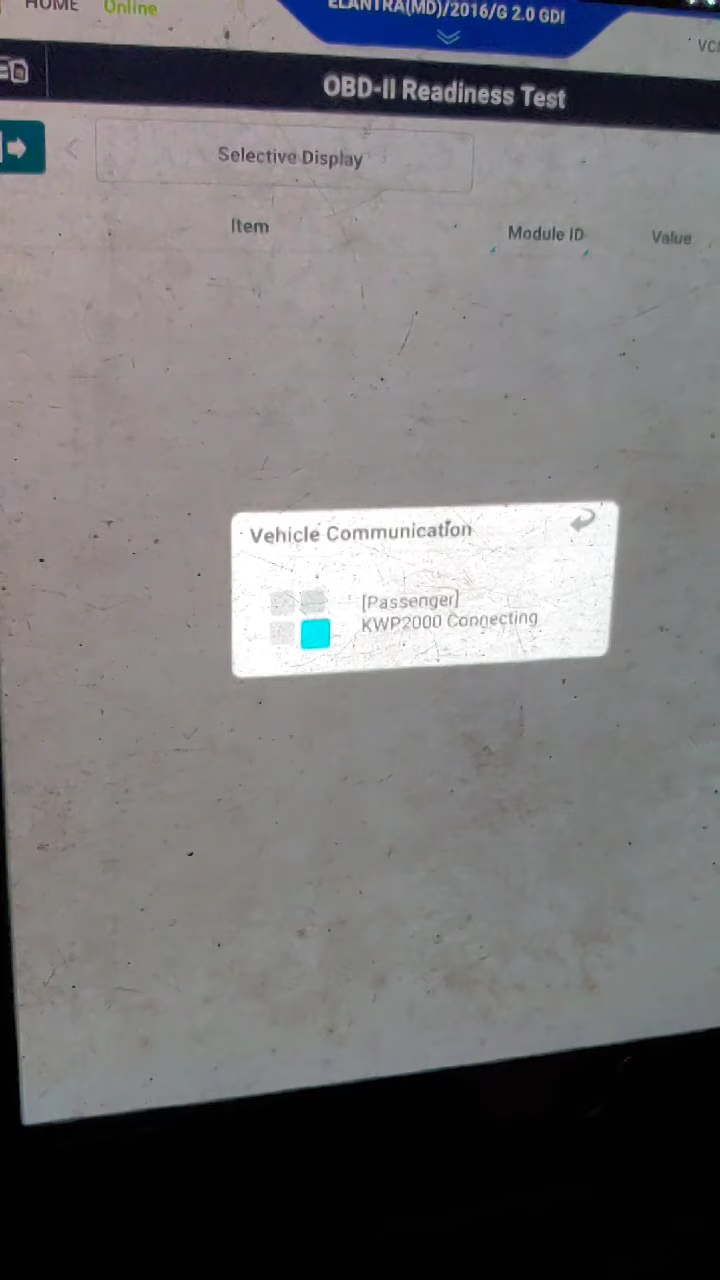 HOME Online
ELANTRA(MD)/2016/G 2.0 GDI
OBD-II Readiness Test
Selective Display
Item Module ID Value
Vehicle Communication
[Passenger]
KWP2000 Connecting